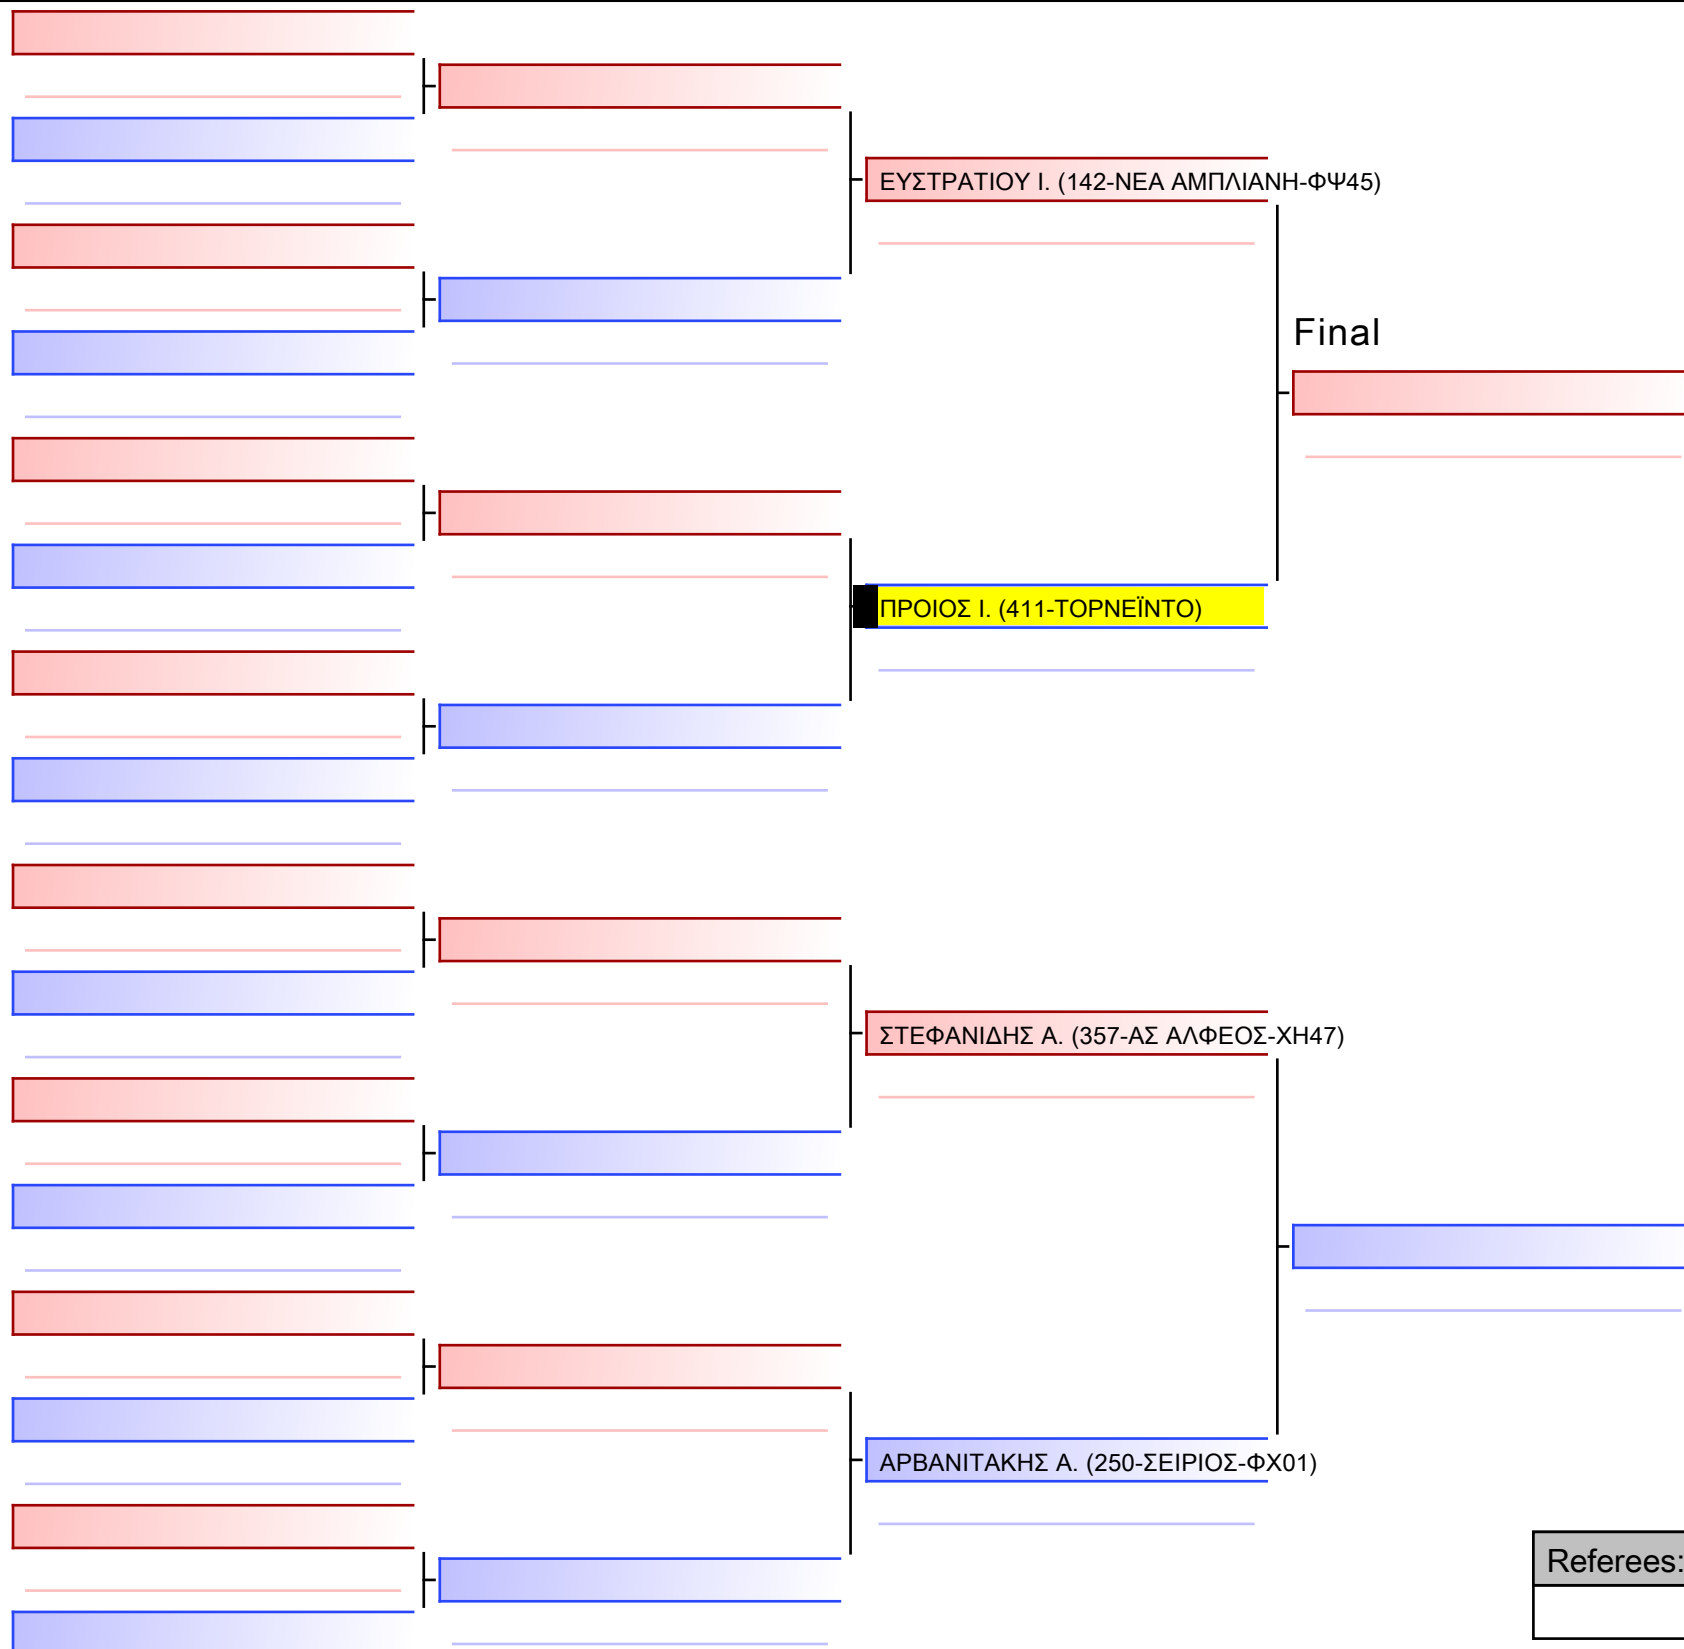 ΕΥΣΤΡΑΤΙΟΥ Ι. (142-ΝΕΑ ΑΜΠΛΙΑΝΗ-ΦΨ45)
Final
ΠΡΟΙΟΣ Ι. (411-ΤΟΡΝΕΪΝΤΟ)
ΣΤΕΦΑΝΙΔΗΣ Α. (357-ΑΣ ΑΛΦΕΟΣ-ΧΗ47)
ΑΡΒΑΝΙΤΑΚΗΣ Α. (250-ΣΕΙΡΙΟΣ-ΦΧ01)
Referees: